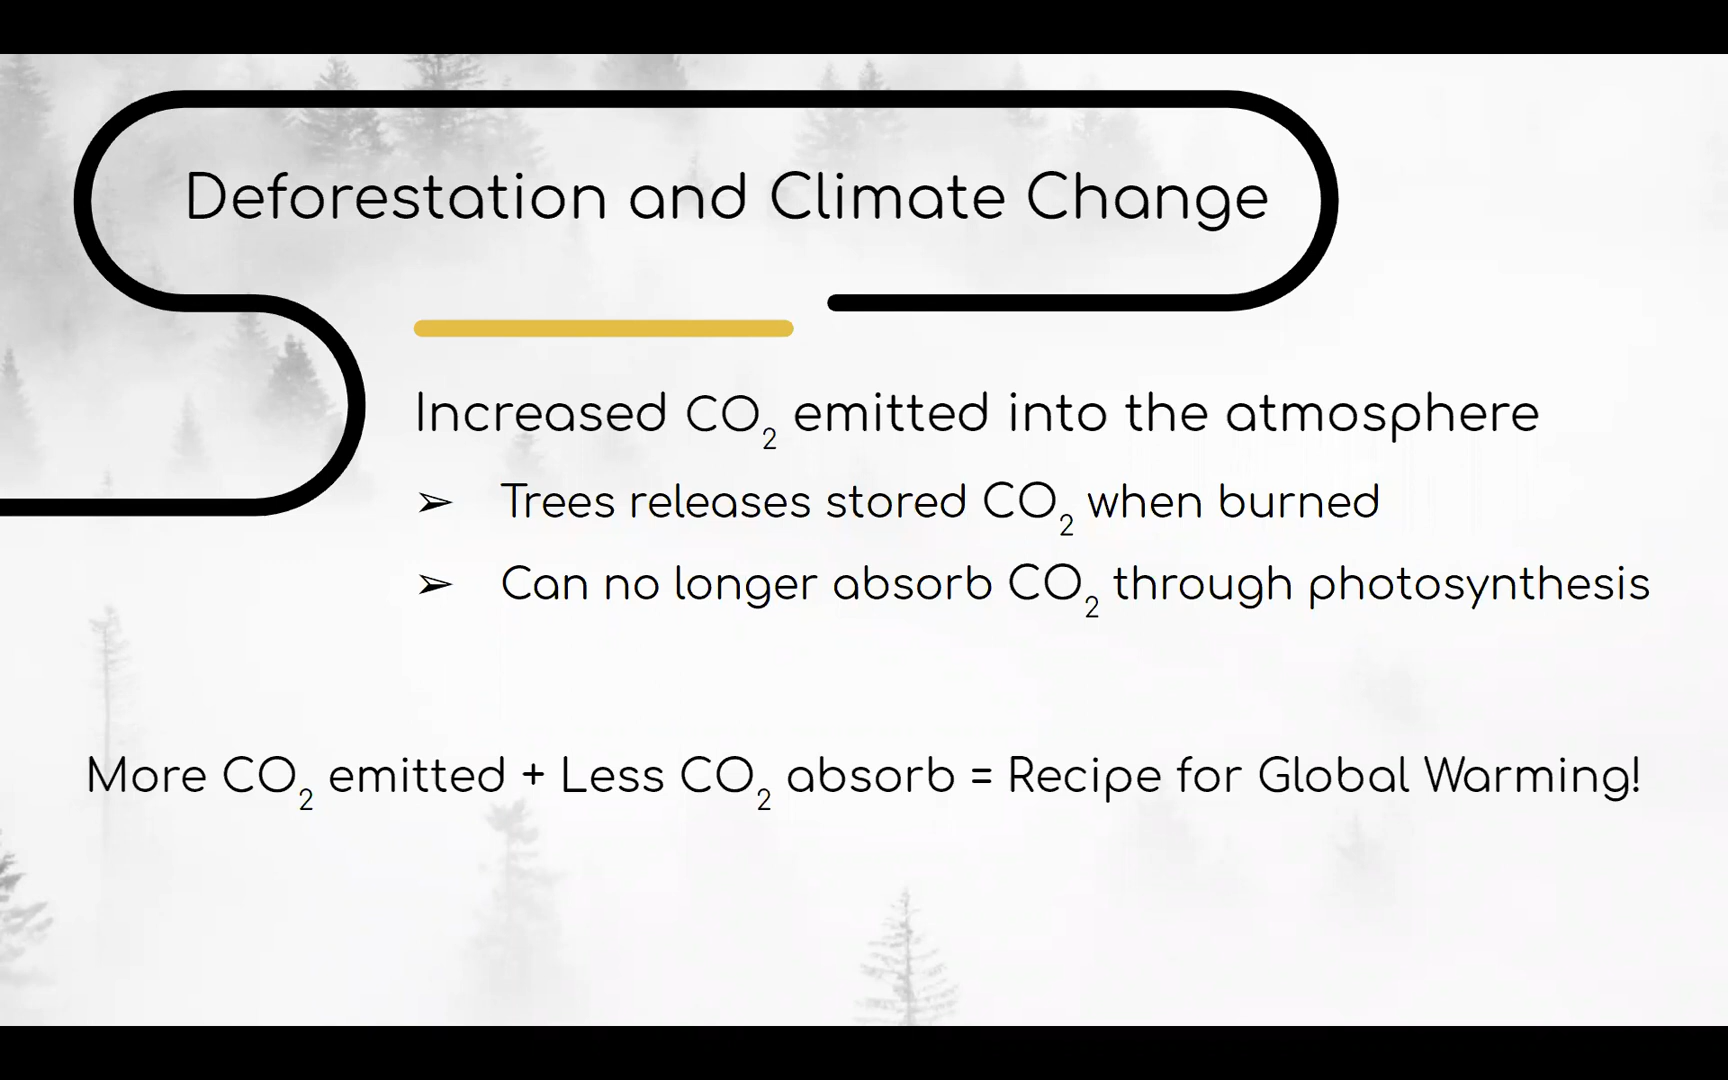 Deforestation and Climate Change
Increased CO₂ emitted into the atmosphere
➢ Trees releases stored CO₂ when burned
➢ Can no longer absorb CO₂ through photosynthesis
More CO₂ emitted + Less CO₂ absorb = Recipe for Global Warming!